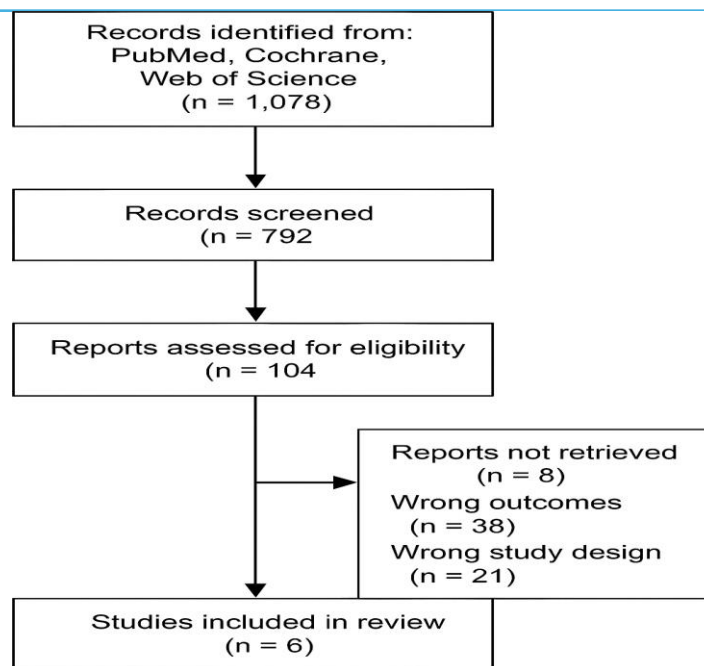 Records identified from:
PubMed, Cochrane,
Web of Science
(n = 1,078)
Records screened
(n = 792
Reports assessed for eligibility
(n = 104
Reports not retrieved
(n = 8)
Wrong outcomes
(n = 38)
Wrong study design
(n = 21)
Studies included in review
(n = 6)